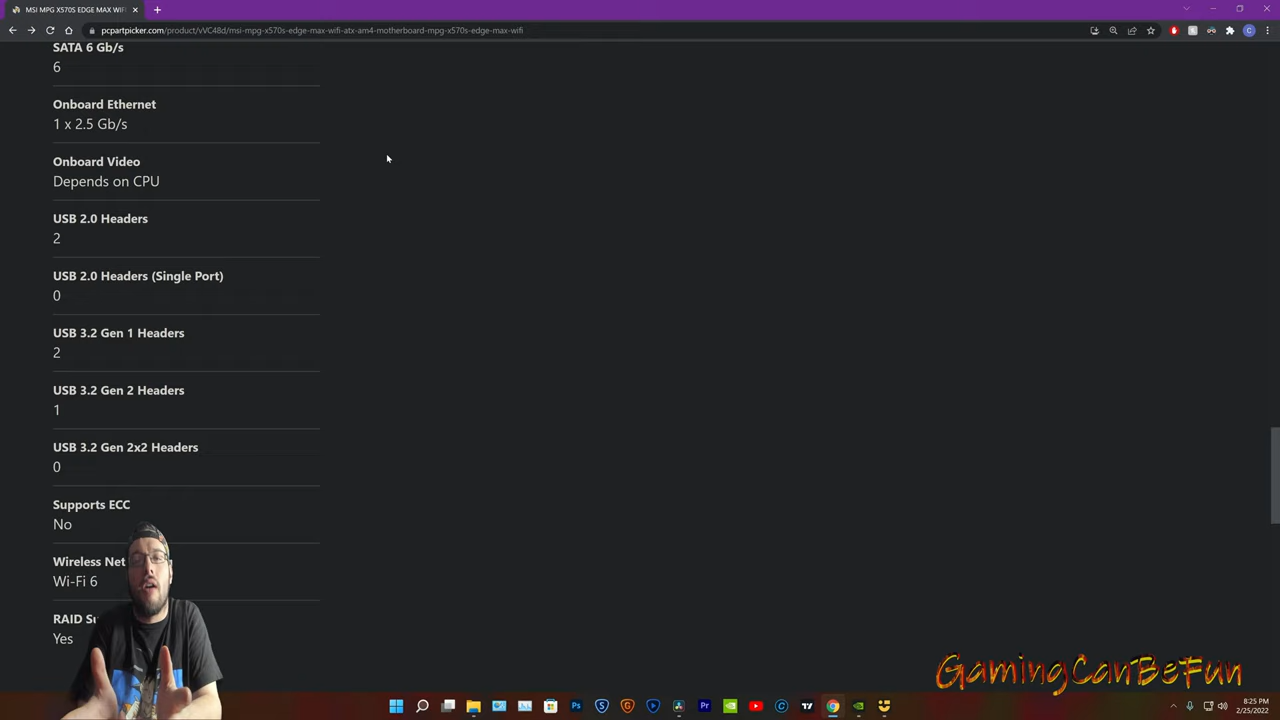 MSI MPG X570S EDGE MAX WIF
pcpartpicker.com/product/vVC48d/msi-mpg-x570s-edge-max-wifi-atx-am4-motherboard-mpg-x570s-edge-max-wifi
SATA 6 Gb/s
6
Onboard Ethernet
1 x 2.5 Gb/s
Onboard Video
Depends on CPU
USB 2.0 Headers
2
USB 2.0 Headers (Single Port)
0
USB 3.2 Gen 1 Headers
2
USB 3.2 Gen 2 Headers
1
USB 3.2 Gen 2x2 Headers
0
Supports ECC
No
Wireless Net
Wi-Fi 6
RAID Su
Yes
GamingCanBeFun
8:25 PM
2/25/2022